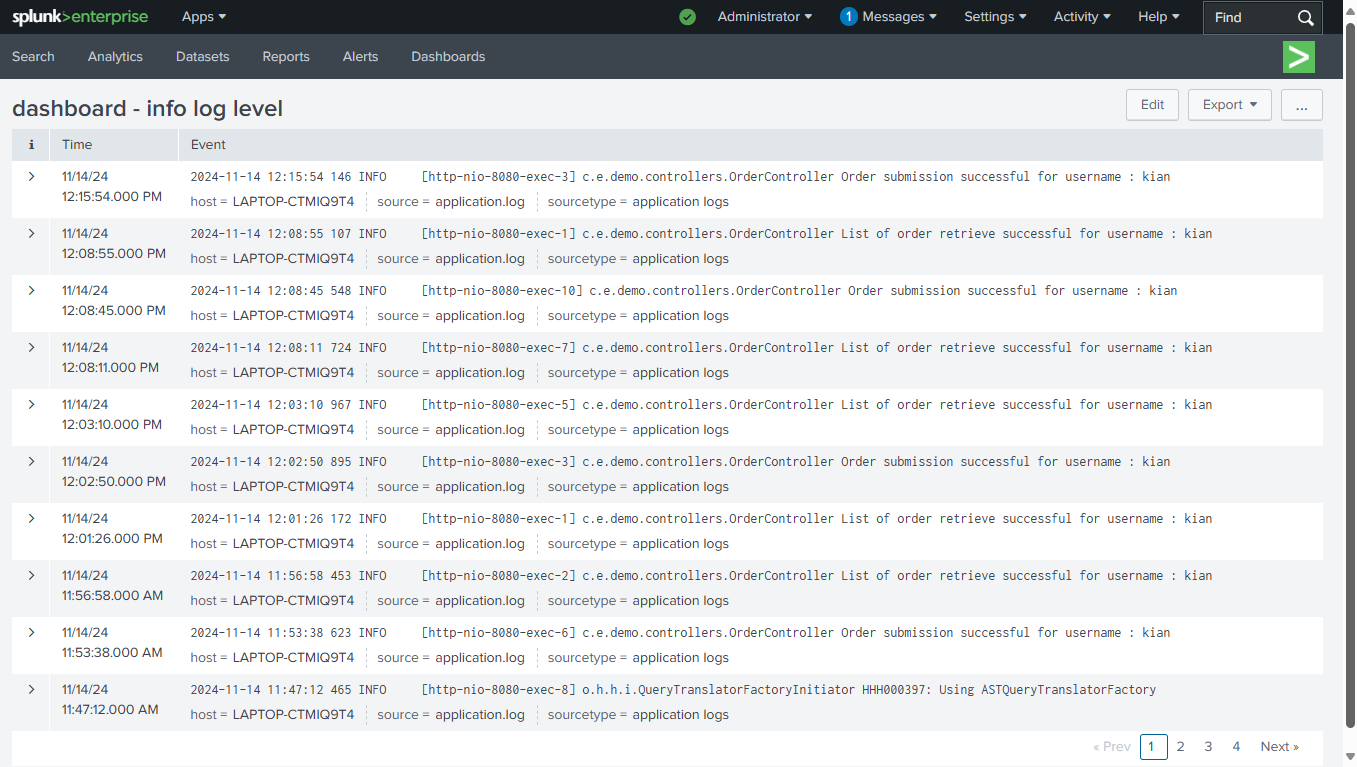 splunk>enterprise Apps Administrator 1 Messages Settings Activity Help Find
Search Analytics Datasets Reports Alerts Dashboards >
dashboard - info log level Edit Export ...
i Time Event
11/14/24 2024-11-14 12:15:54 146 INFO [http-nio-8080-exec-3] c.e.demo.controllers.OrderController Order submission successful for username : kian
12:15:54.000 PM host = LAPTOP-CTMIQ9T4 source = application.log sourcetype = application logs
11/14/24 2024-11-14 12:08:55 107 INFO [http-nio-8080-exec-1] c.e.demo.controllers.OrderController List of order retrieve successful for username : kian
12:08:55.000 PM host = LAPTOP-CTMIQ9T4 source = application.log sourcetype = application logs
11/14/24 2024-11-14 12:08:45 548 INFO [http-nio-8080-exec-10] c.e.demo.controllers.OrderController Order submission successful for username : kian
12:08:45.000 PM host = LAPTOP-CTMIQ9T4 source = application.log sourcetype = application logs
11/14/24 2024-11-14 12:08:11 724 INFO [http-nio-8080-exec-7] c.e.demo.controllers.OrderController List of order retrieve successful for username : kian
12:08:11.000 PM host = LAPTOP-CTMIQ9T4 source = application.log sourcetype = application logs
11/14/24 2024-11-14 12:03:10 967 INFO [http-nio-8080-exec-5] c.e.demo.controllers.OrderController List of order retrieve successful for username : kian
12:03:10.000 PM host = LAPTOP-CTMIQ9T4 source = application.log sourcetype = application logs
11/14/24 2024-11-14 12:02:50 895 INFO [http-nio-8080-exec-3] c.e.demo.controllers.OrderController Order submission successful for username : kian
12:02:50.000 PM host = LAPTOP-CTMIQ9T4 source = application.log sourcetype = application logs
11/14/24 2024-11-14 12:01:26 172 INFO [http-nio-8080-exec-1] c.e.demo.controllers.OrderController List of order retrieve successful for username : kian
12:01:26.000 PM host = LAPTOP-CTMIQ9T4 source = application.log sourcetype = application logs
11/14/24 2024-11-14 11:56:58 453 INFO [http-nio-8080-exec-2] c.e.demo.controllers.OrderController List of order retrieve successful for username : kian
11:56:58.000 AM host = LAPTOP-CTMIQ9T4 source = application.log sourcetype = application logs
11/14/24 2024-11-14 11:53:38 623 INFO [http-nio-8080-exec-6] c.e.demo.controllers.OrderController Order submission successful for username : kian
11:53:38.000 AM host = LAPTOP-CTMIQ9T4 source = application.log sourcetype = application logs
11/14/24 2024-11-14 11:47:12 465 INFO [http-nio-8080-exec-8] o.h.h.i.QueryTranslatorFactoryInitiator HHH000397: Using ASTQueryTranslatorFactory
11:47:12.000 AM host = LAPTOP-CTMIQ9T4 source = application.log sourcetype = application logs
« Prev 1 2 3 4 Next »